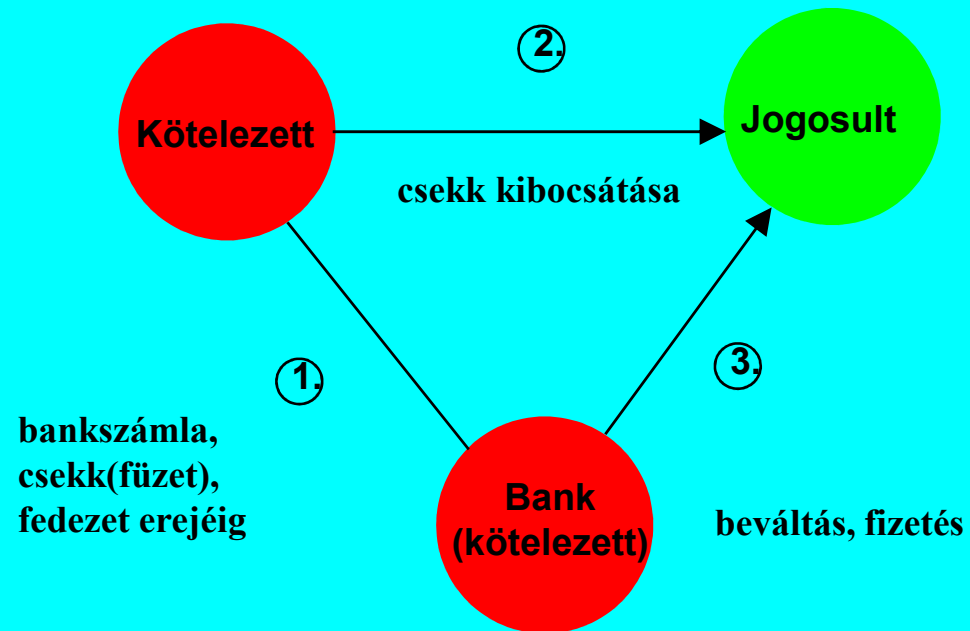 2.
Kötelezett
Jogosult
csekk kibocsátása
1.
3.
bankszámla,
csekk(füzet),
fedezet erejéig
Bank
(kötelezett)
beváltás, fizetés